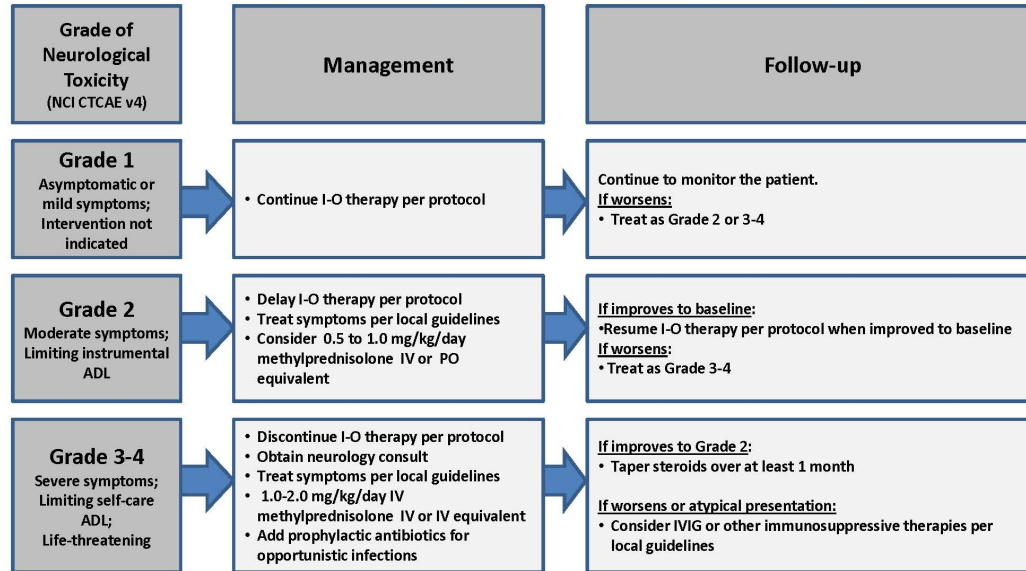 Grade of
Neurological
Toxicity
(NCI CTCAE v4)
Management
Follow-up
Grade 1
Asymptomatic or
mild symptoms;
Intervention not
indicated
• Continue I-O therapy per protocol
Continue to monitor the patient.
If worsens:
• Treat as Grade 2 or 3-4
Grade 2
Moderate symptoms;
Limiting instrumental
ADL
• Delay I-O therapy per protocol
• Treat symptoms per local guidelines
• Consider 0.5 to 1.0 mg/kg/day
methylprednisolone IV or PO
equivalent
If improves to baseline:
•Resume I-O therapy per protocol when improved to baseline
If worsens:
• Treat as Grade 3-4
Grade 3-4
Severe symptoms;
Limiting self-care
ADL;
Life-threatening
• Discontinue I-O therapy per protocol
• Obtain neurology consult
• Treat symptoms per local guidelines
• 1.0-2.0 mg/kg/day IV
methylprednisolone IV or IV equivalent
• Add prophylactic antibiotics for
opportunistic infections
If improves to Grade 2:
• Taper steroids over at least 1 month
If worsens or atypical presentation:
• Consider IVIG or other immunosuppressive therapies per
local guidelines